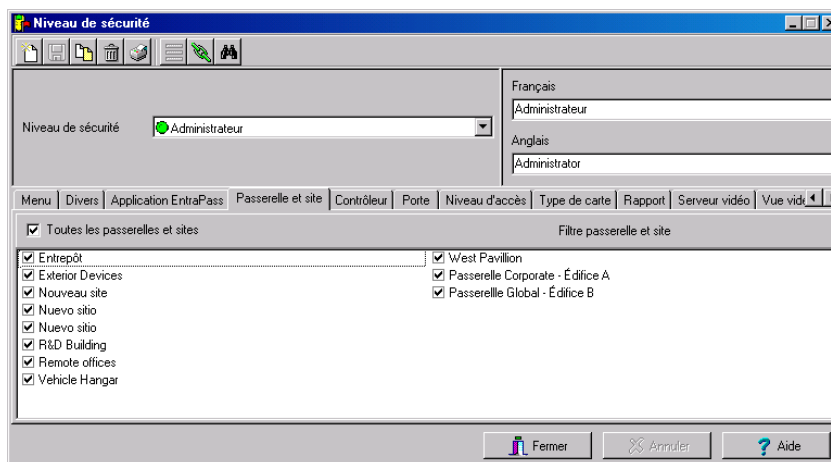 Niveau de sécurité
Français
Administrateur
Niveau de sécurité
Administrateur
Anglais
Administrator
Menu
Divers
Application EntraPass
Passerelle et site
Contrôleur
Porte
Niveau d'accès
Type de carte
Rapport
Serveur vidéo
Toutes les passerelles et sites
Filtre passerelle et site
Entrepôt
Exterior Devices
Nouveau site
Nuevo sitio
Nuevo sitio
R&D Building
Remote offices
Vehicle Hangar
West Pavillion
Passerelle Corporate - Édifice A
Passerellle Global - Édifice B
Fermer
Annuler
Aide